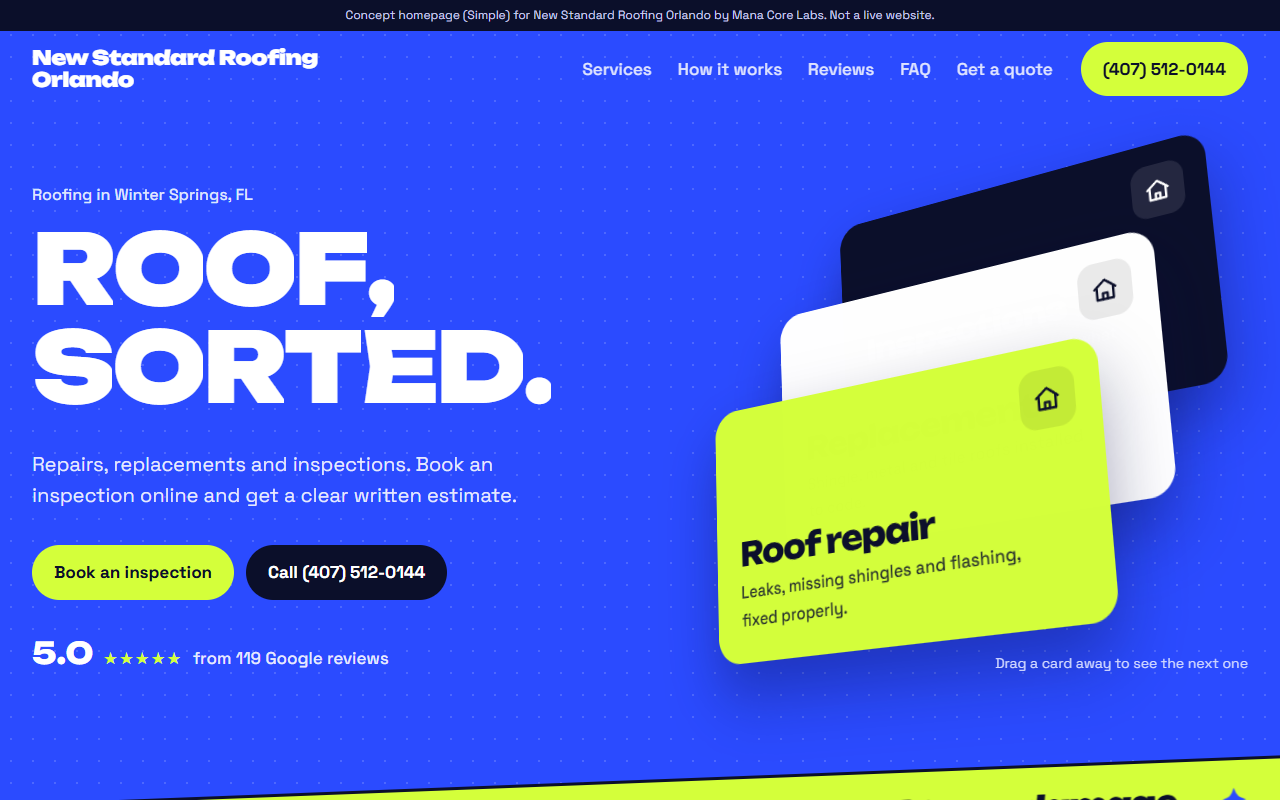 Concept homepage (Simple) for New Standard Roofing Orlando by Mana Core Labs. Not a live website.
New Standard Roofing
Orlando
Services
How it works
Reviews
FAQ
Get a quote
(407) 512-0144
Roofing in Winter Springs, FL
ROOF,
SORTED.
Repairs, replacements and inspections. Book an
inspection online and get a clear written estimate.
Book an inspection
Call (407) 512-0144
5.0 ★★★★★ from 119 Google reviews
Roof repair
Leaks, missing shingles and flashing,
fixed properly.
Drag a card away to see the next one